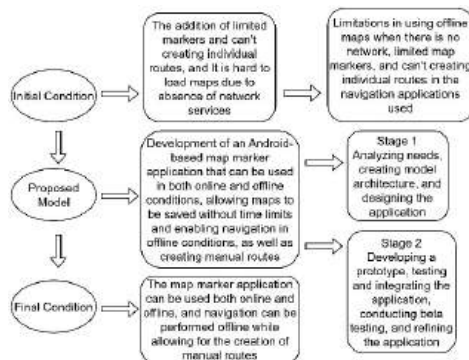 The addition of limited
markers and can't
creating individual
routes, and It is hard to
load maps due to
absence of network
services
Limitations in using offline
maps when there is no
network, limited map
markers, and can't creating
individual routes in the
navigation applications
used
Initial Condition
Development of an Android-
based map marker
application that can be used
in both online and offline
conditions, allowing maps to
be saved without time limits
and enabling navigation in
offline conditions, as well as
creating manual routes
Stage 1
Analyzing needs,
creating model
architecture, and
designing the
application
Proposed
Model
Stage 2
Developing a
prototype, testing
and integrating the
application,
conducting beta
testing, and refining
the application
Final Condition
The map marker application
can be used both online and
offline, and navigation can be
performed offline while
allowing for the creation of
manual routes